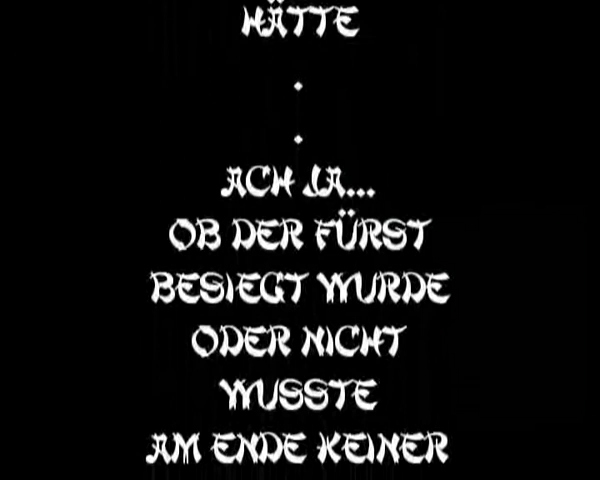 HÄTTE
.
.
ACH JA...
OB DER FÜRST
BESIEGT WURDE
ODER NICHT
WUSSTE
AM ENDE KEINER